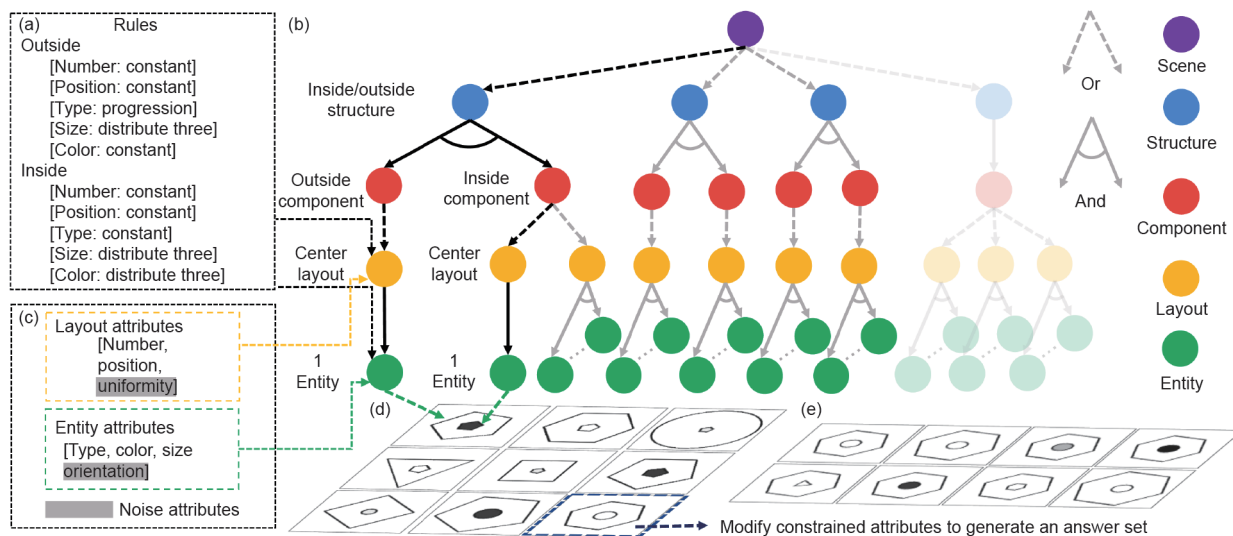 (a)
Rules
Outside
[Number: constant]
[Position: constant]
[Type: progression]
[Size: distribute three]
[Color: constant]
Inside
[Number: constant]
[Position: constant]
[Type: constant]
[Size: distribute three]
[Color: distribute three]
(c)
Layout attributes
[Number,
position,
uniformity]
Entity attributes
[Type, color, size
orientation]
Noise attributes
(b)
Inside/outside
structure
Outside
component
Inside
component
Center
layout
Center
layout
1
Entity
1
Entity
Or
And
Scene
Structure
Component
Layout
Entity
(d)
(e)
Modify constrained attributes to generate an answer set